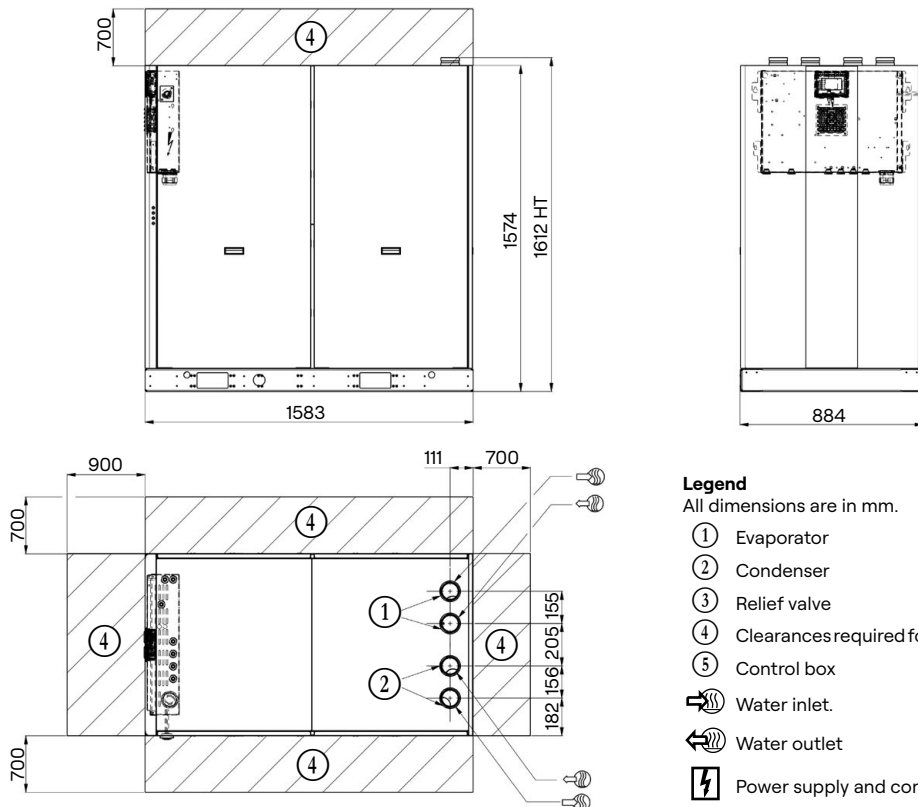 700
4
1574
1612 HT
1583
884
900
111
700
700
4
1
155
4
205
4
2
156
182
700
4
Legend
All dimensions are in mm.
1 Evaporator
2 Condenser
3 Relief valve
4 Clearances required fo
5 Control box
Water inlet.
Water outlet
Power supply and con